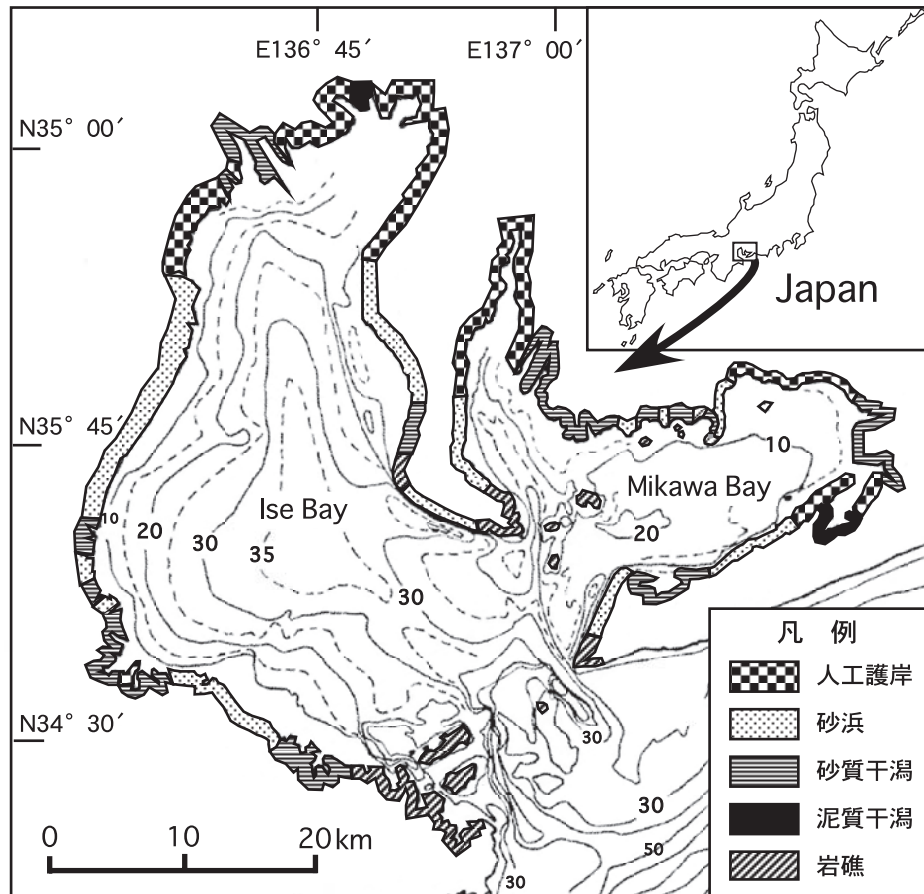 E136° 45′
E137° 00′
N35° 00′
Japan
N35° 45′
10
Ise Bay
Mikawa Bay
10
20
30
35
20
30
N34° 30′
30
30
50
30
0 10 20 km
凡 例
人工護岸
砂浜
砂質干潟
泥質干潟
岩礁